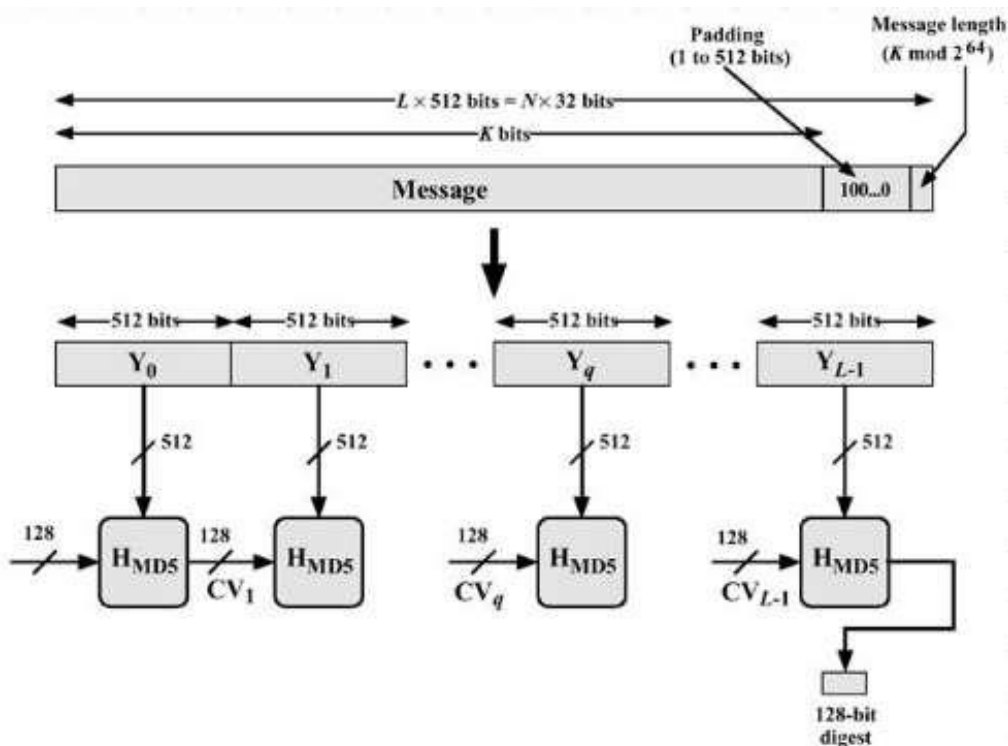 Padding
(1 to 512 bits)
Message length
(K mod 2^64)
L × 512 bits = N × 32 bits
K bits
Message
100...0
512 bits
512 bits
512 bits
512 bits
Y0
Y1
• • •
Yq
• • •
YL-1
512
512
512
512
128
HMD5
128
CV1
HMD5
128
CVq
HMD5
128
CVL-1
HMD5
128-bit
digest